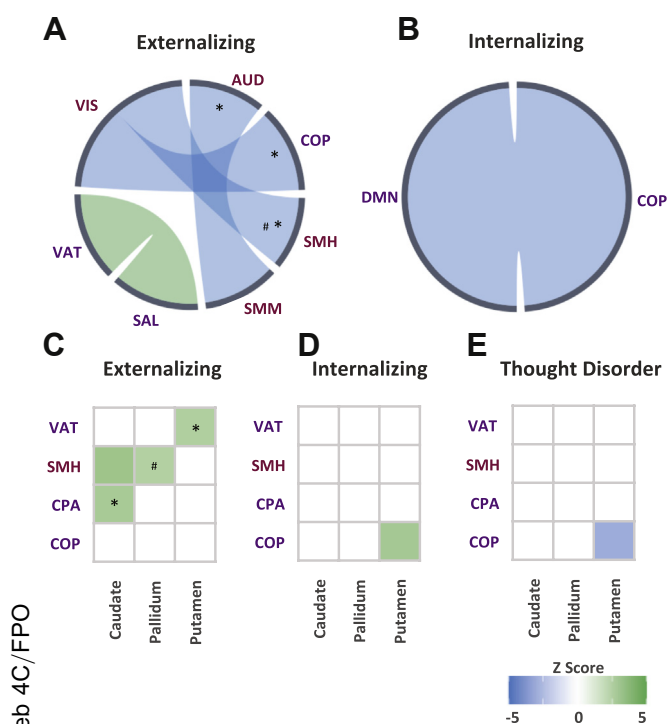 A
Externalizing
B
Internalizing
AUD
VIS
*
COP
*
DMN
COP
# *
SMH
VAT
SMM
SAL
C
Externalizing
D
Internalizing
E
Thought Disorder
VAT
*
SMH
#
CPA
*
COP
Caudate
Pallidum
Putamen
VAT
SMH
CPA
COP
Caudate
Pallidum
Putamen
VAT
SMH
CPA
COP
Caudate
Pallidum
Putamen
eb 4C/FPO
Z Score
-5 0 5